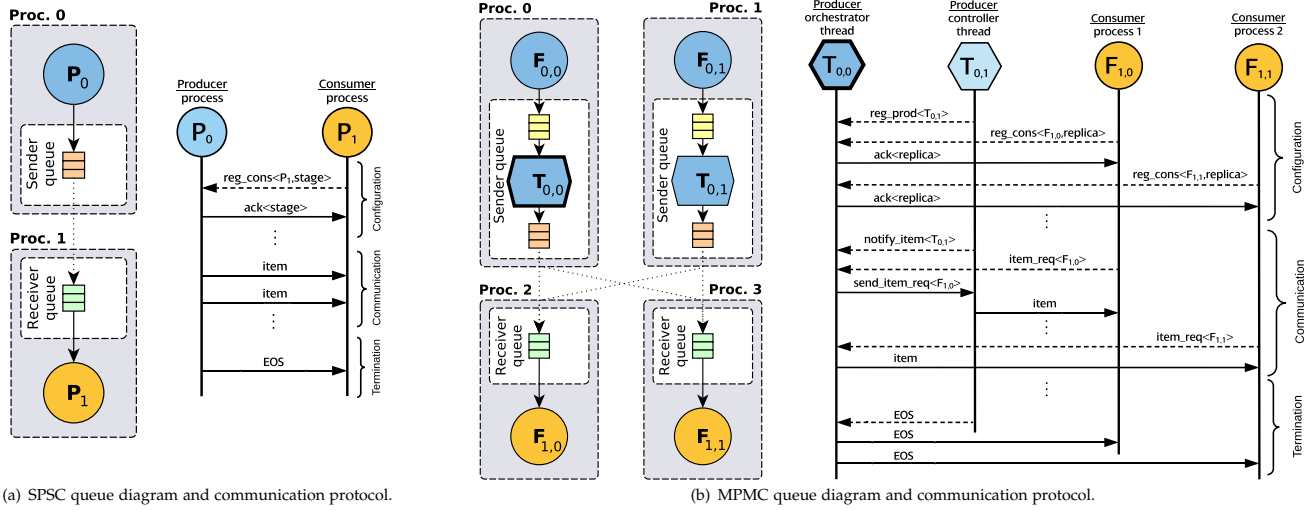 Proc. 0
P0
Sender
queue
Proc. 1
Receiver
queue
P1
Producer
process
Consumer
process
P0
P1
reg_cons<P1,stage>
ack<stage>
⋮
item
item
⋮
EOS
Configuration
Communication
Termination
(a) SPSC queue diagram and communication protocol.
Proc. 0
Proc. 1
F0,0
F0,1
Sender queue
Sender queue
T0,0
T0,1
Proc. 2
Proc. 3
Receiver
queue
Receiver
queue
F1,0
F1,1
Producer
orchestrator
thread
Producer
controller
thread
Consumer
process 1
Consumer
process 2
T0,0
T0,1
F1,0
F1,1
reg_prod<T0,1>
reg_cons<F1,0,replica>
ack<replica>
reg_cons<F1,1,replica>
ack<replica>
⋮
notify_item<T0,1>
item_req<F1,0>
send_item_req<F1,0>
item
⋮
item_req<F1,1>
item
⋮
EOS
EOS
EOS
Configuration
Communication
Termination
(b) MPMC queue diagram and communication protocol.